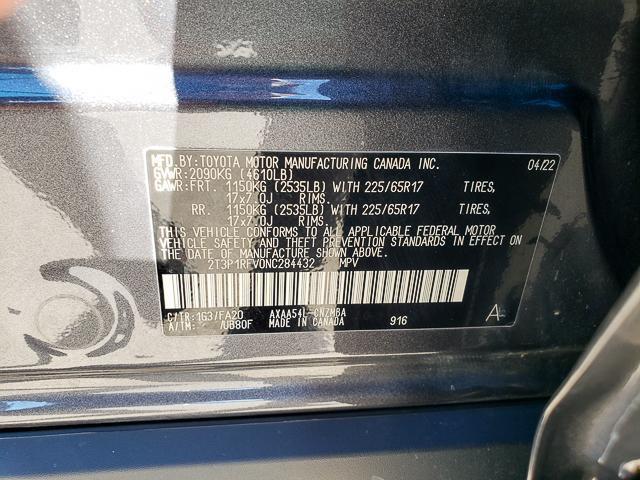 MFD.BY:TOYOTA MOTOR MANUFACTURING CANADA INC. 04/22
GVWR:2090KG (4610LB)
GAWR:FRT. 1150KG (2535LB) WITH 225/65R17 TIRES,
17x7.0J RIMS.
RR. 1150KG (2535LB) WITH 225/65R17 TIRES,
17x7.0J RIMS.
THIS VEHICLE CONFORMS TO ALL APPLICABLE FEDERAL MOTOR
VEHICLE SAFETY AND THEFT PREVENTION STANDARDS IN EFFECT ON
THE DATE OF MANUFACTURE SHOWN ABOVE.
2T3P1RFV0NC284432 MPV
C/TR:1G3/FA20 AXAA54L-CNZMBA
A/TM: /UB80F MADE IN CANADA 916 A